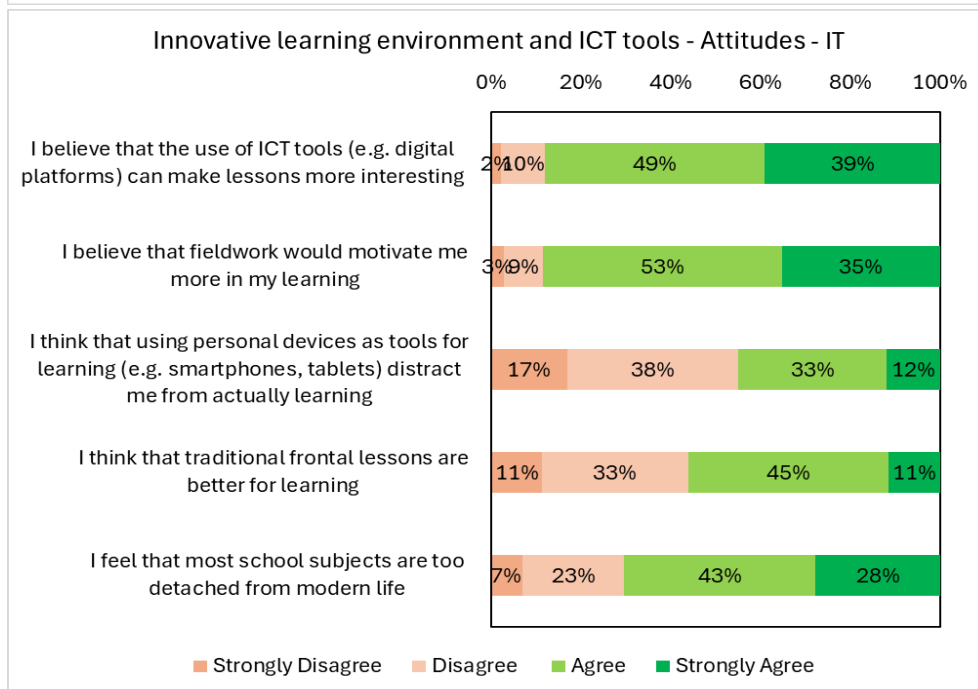 Innovative learning environment and ICT tools - Attitudes - IT
0% 20% 40% 60% 80% 100%
I believe that the use of ICT tools (e.g. digital
platforms) can make lessons more interesting
2% 10% 49% 39%
I believe that fieldwork would motivate me
more in my learning
3% 9% 53% 35%
I think that using personal devices as tools for
learning (e.g. smartphones, tablets) distract
me from actually learning
17% 38% 33% 12%
I think that traditional frontal lessons are
better for learning
11% 33% 45% 11%
I feel that most school subjects are too
detached from modern life
7% 23% 43% 28%
Strongly Disagree Disagree Agree Strongly Agree